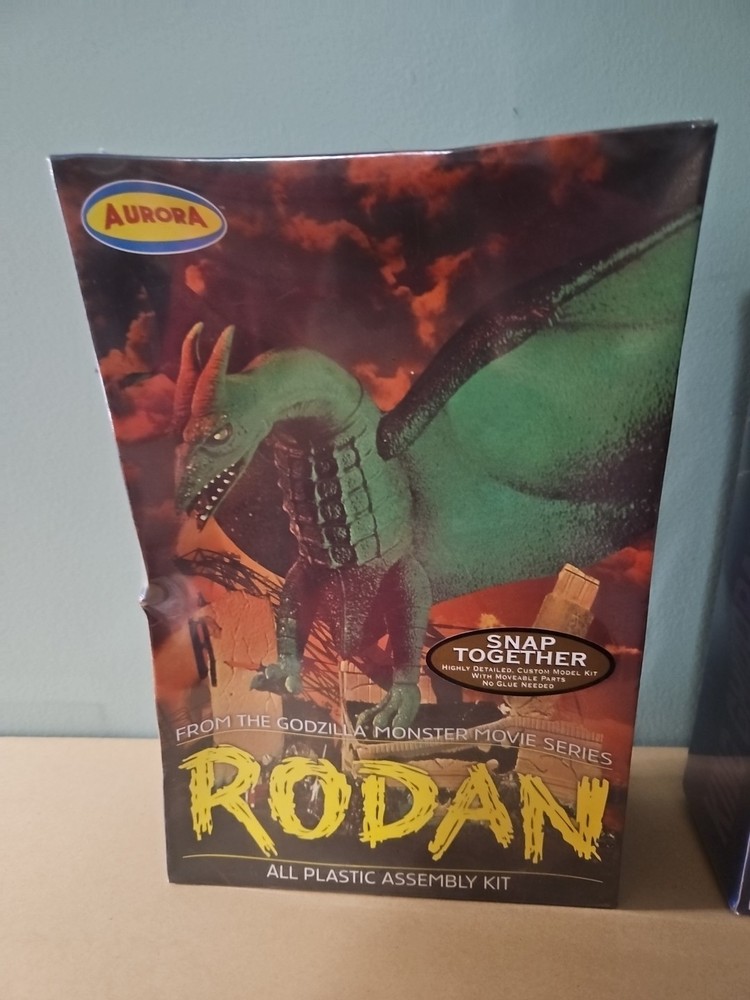 AURORA
SNAP
TOGETHER
HIGHLY DETAILED, CUSTOM MODEL KIT
WITH MOVEABLE PARTS
NO GLUE NEEDED
FROM THE GODZILLA MONSTER MOVIE SERIES
RODAN
ALL PLASTIC ASSEMBLY KIT